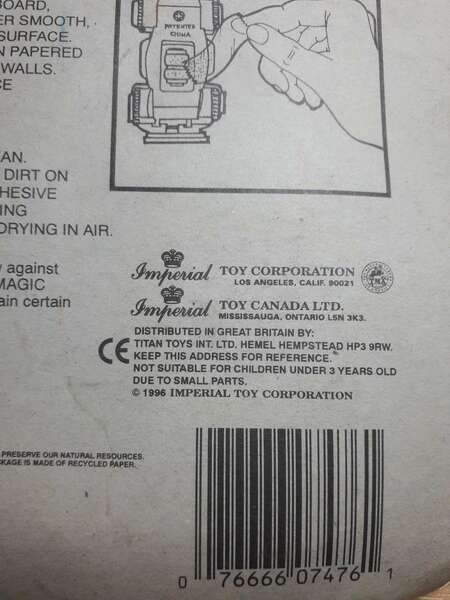 BOARD,
ER SMOOTH,
SURFACE.
N PAPERED
WALLS.
CE
PATENTED
CHINA
AN.
DIRT ON
HESIVE
ING
DRYING IN AIR.
y against
MAGIC
ain certain
Imperial TOY CORPORATION
LOS ANGELES, CALIF. 90021
Imperial TOY CANADA LTD.
MISSISSAUGA, ONTARIO L5N 3K3.
DISTRIBUTED IN GREAT BRITAIN BY:
CE TITAN TOYS INT. LTD. HEMEL HEMPSTEAD HP3 9RW.
KEEP THIS ADDRESS FOR REFERENCE.
NOT SUITABLE FOR CHILDREN UNDER 3 YEARS OLD
DUE TO SMALL PARTS.
© 1996 IMPERIAL TOY CORPORATION
PRESERVE OUR NATURAL RESOURCES.
CKAGE IS MADE OF RECYCLED PAPER.
0 76666 07476 1